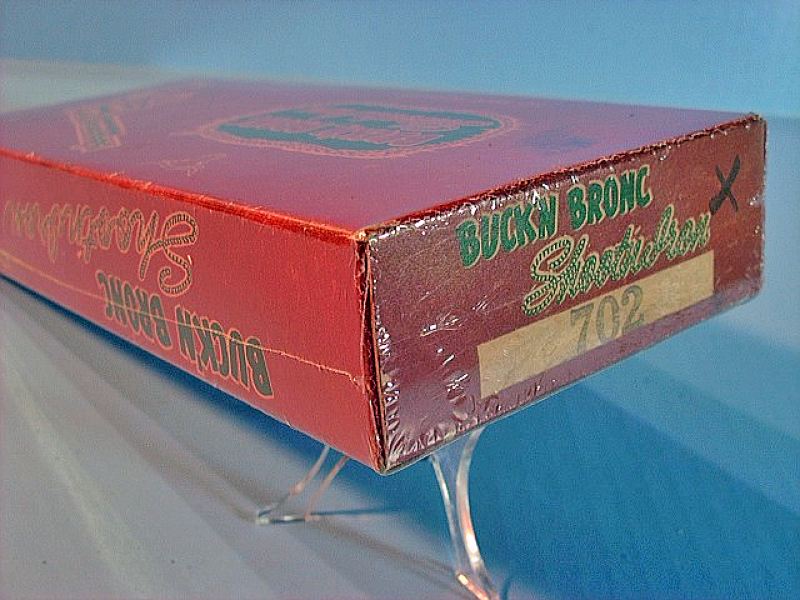 BUCK'N BRONC
Shootin' Iron
702
X
Shootin' Iron
BUCK'N BRONC